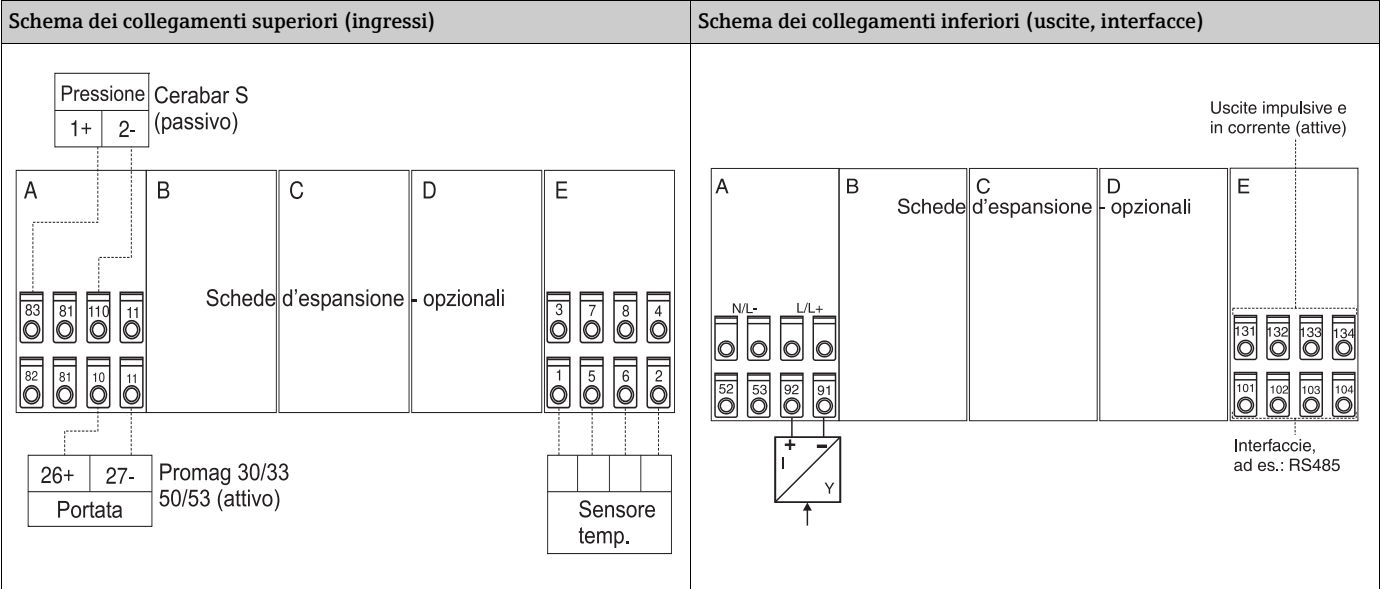 Schema dei collegamenti superiori (ingressi)
Pressione
1+ 2-
Cerabar S
(passivo)
A B C D E
Schede d'espansione - opzionali
83 81 110 11
82 81 10 11
3 7 8 4
1 5 6 2
26+ 27-
Portata
Promag 30/33
50/53 (attivo)
Sensore
temp.
Schema dei collegamenti inferiori (uscite, interfacce)
Uscite impulsive e
in corrente (attive)
A B C D E
Schede d'espansione - opzionali
N/L- L/L+
52 53 92 91
131 132 133 134
101 102 103 104
+ -
I
Y
Interfaccie,
ad es.: RS485